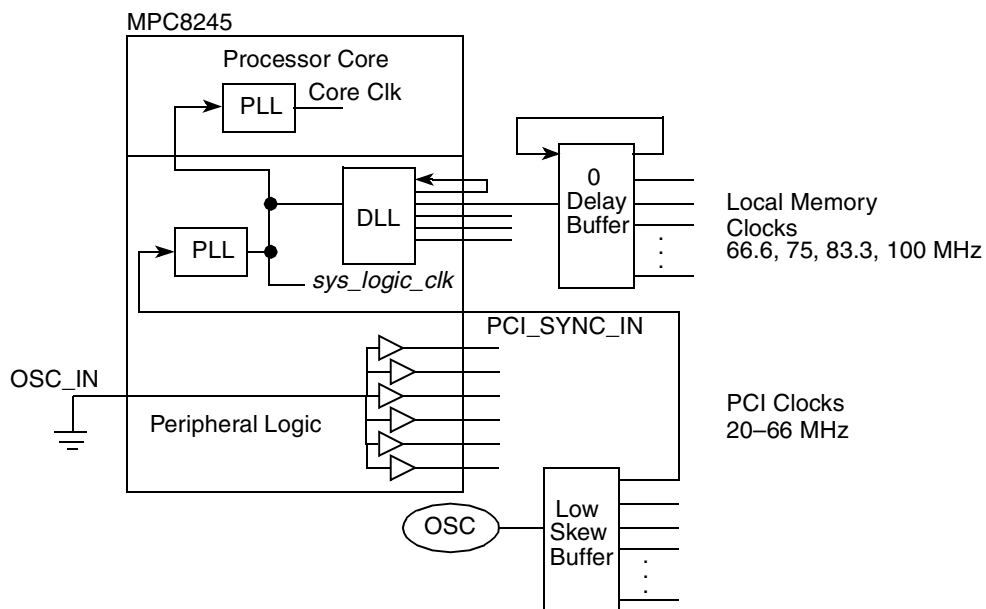 MPC8245
Processor Core
PLL
Core Clk
0
Delay
Buffer
DLL
PLL
sys_logic_clk
Local Memory
Clocks
66.6, 75, 83.3, 100 MHz
PCI_SYNC_IN
OSC_IN
Peripheral Logic
PCI Clocks
20–66 MHz
OSC
Low
Skew
Buffer